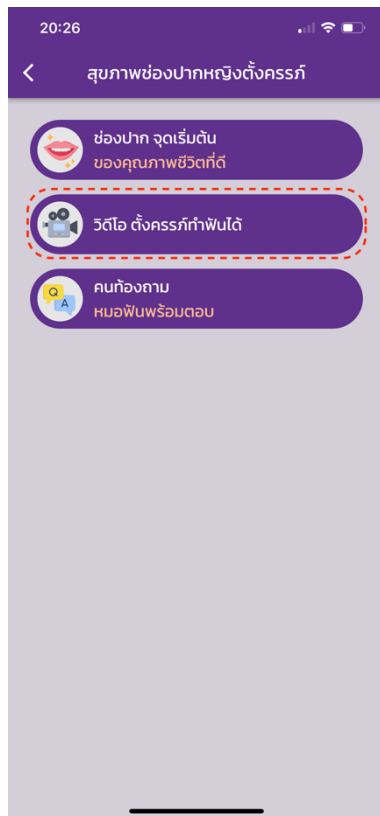 20:26
สุขภาพช่องปากหญิงตั้งครรภ์
ช่องปาก จุดเริ่มต้น
ของคุณภาพชีวิตที่ดี
วิดีโอ ตั้งครรภ์ทำฟันได้
Q
A
คนท้องถาม
หมอฟันพร้อมตอบ